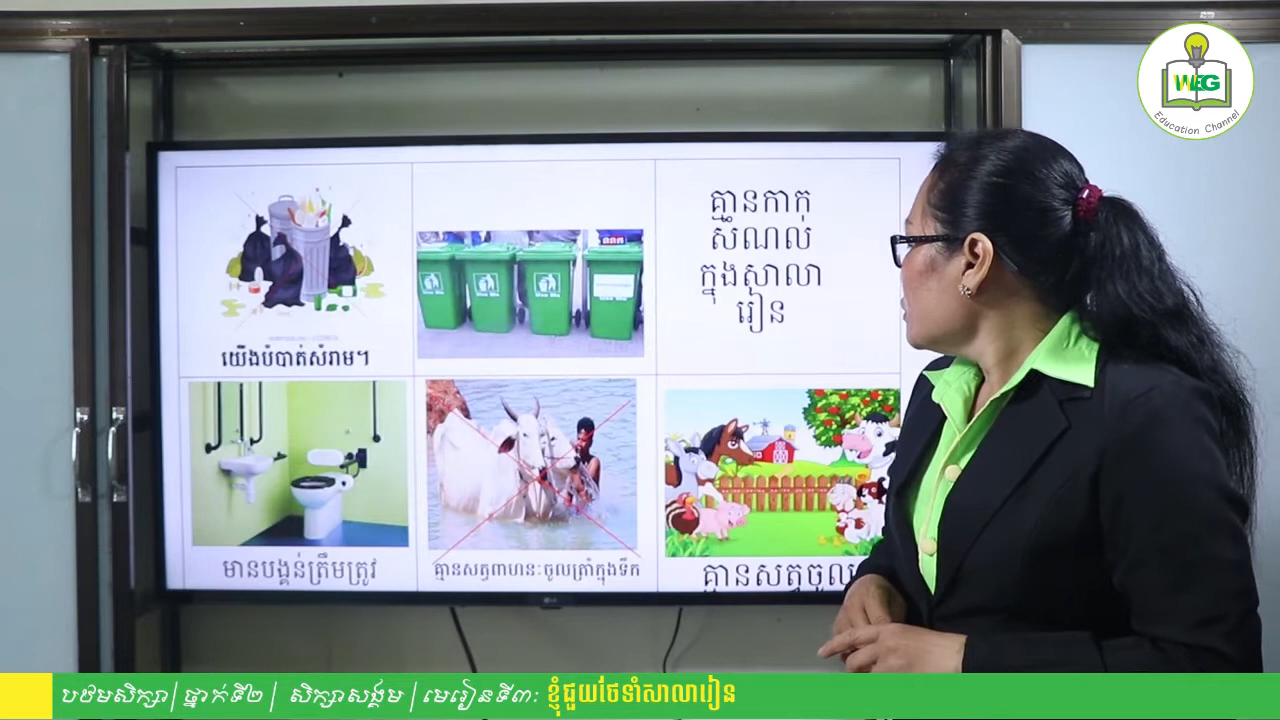 WEG
Education Channel
គ្មានកាក
សំណល់
ក្នុងសាលា
រៀន
យើងបំបាត់សំរាម។
មានបង្គន់ត្រឹមត្រូវ
គ្មានសត្វពាហនៈចូលត្រាំក្នុងទឹក
គ្មានសត្វចូល
LG
បឋមសិក្សា| ថ្នាក់ទី២ | សិក្សាសង្គម | មេរៀនទី៣: ខ្ញុំជួយថែទាំសាលារៀន